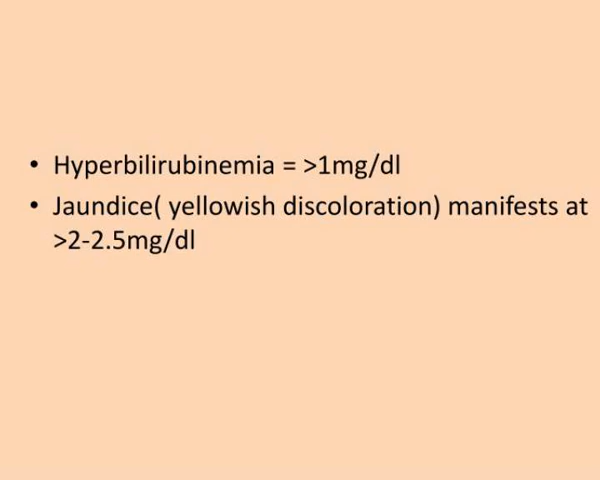 • Hyperbilirubinemia = >1mg/dl
• Jaundice( yellowish discoloration) manifests at
>2-2.5mg/dl